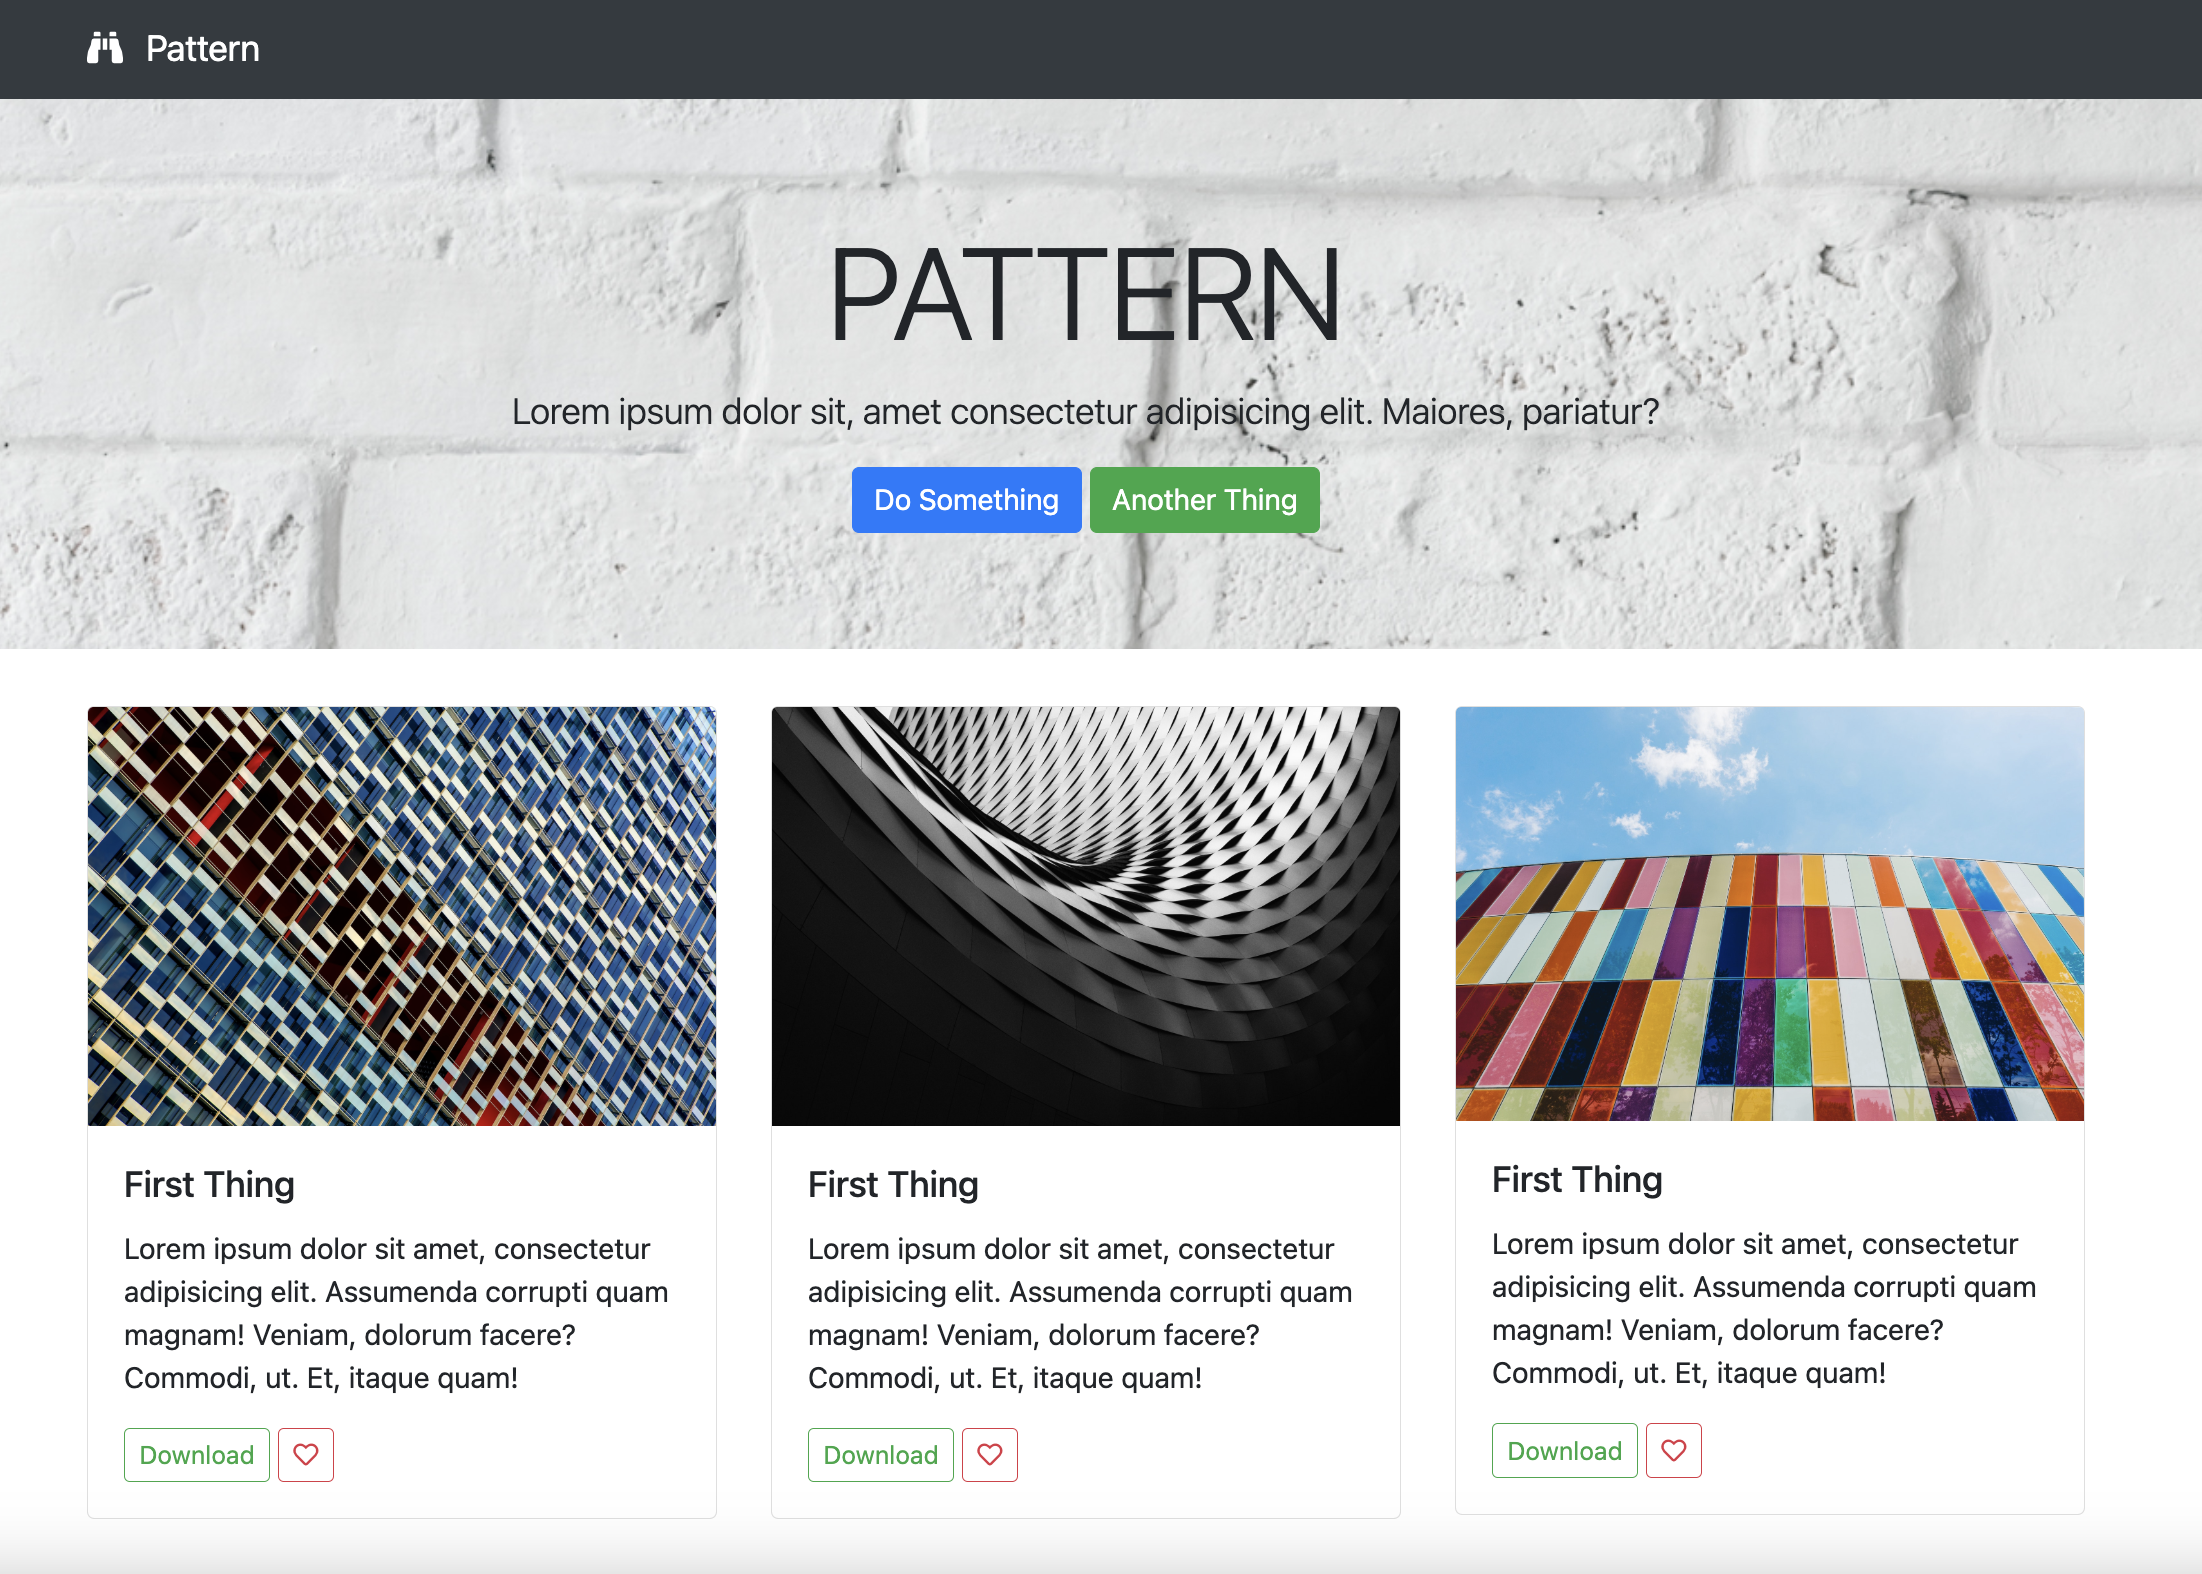 Pattern
PATTERN
Lorem ipsum dolor sit, amet consectetur adipisicing elit. Maiores, pariatur?
Do Something
Another Thing
First Thing
Lorem ipsum dolor sit amet, consectetur
adipisicing elit. Assumenda corrupti quam
magnam! Veniam, dolorum facere?
Commodi, ut. Et, itaque quam!
Download
First Thing
Lorem ipsum dolor sit amet, consectetur
adipisicing elit. Assumenda corrupti quam
magnam! Veniam, dolorum facere?
Commodi, ut. Et, itaque quam!
Download
First Thing
Lorem ipsum dolor sit amet, consectetur
adipisicing elit. Assumenda corrupti quam
magnam! Veniam, dolorum facere?
Commodi, ut. Et, itaque quam!
Download